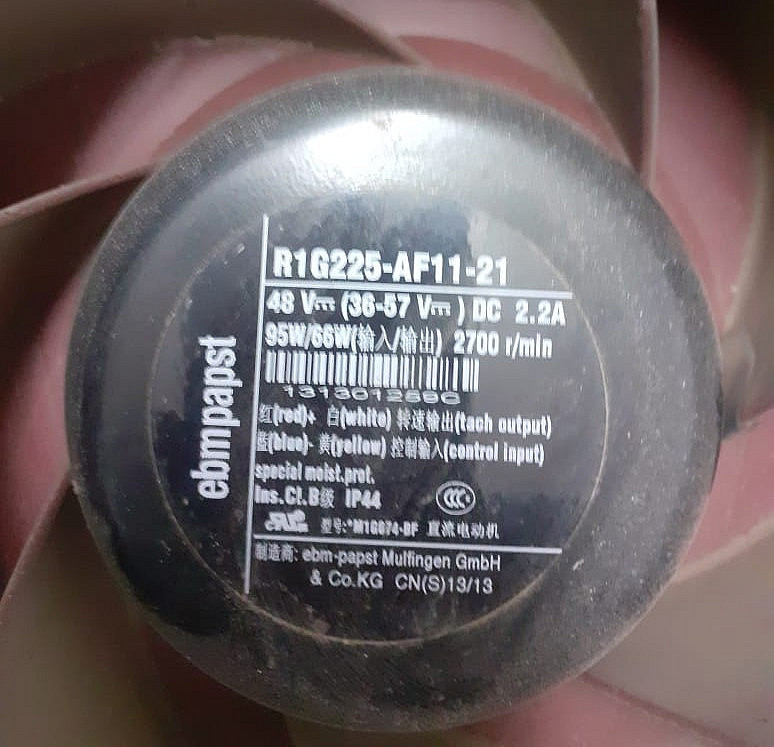 ebmpapst
R1G225-AF11-21
48 V⎓ (36-57 V⎓) DC 2.2A
95W/66W(输入/输出) 2700 r/min
红(red)+ 白(white) 转速输出(tach output)
蓝(blue)- 黄(yellow) 控制输入(control input)
special moist.prot.
Ins.Cl.B级 IP44
CCC
型号:*M1G074-BF 直流电动机
制造商: ebm-papst Mulfingen GmbH
& Co.KG CN(S)13/13